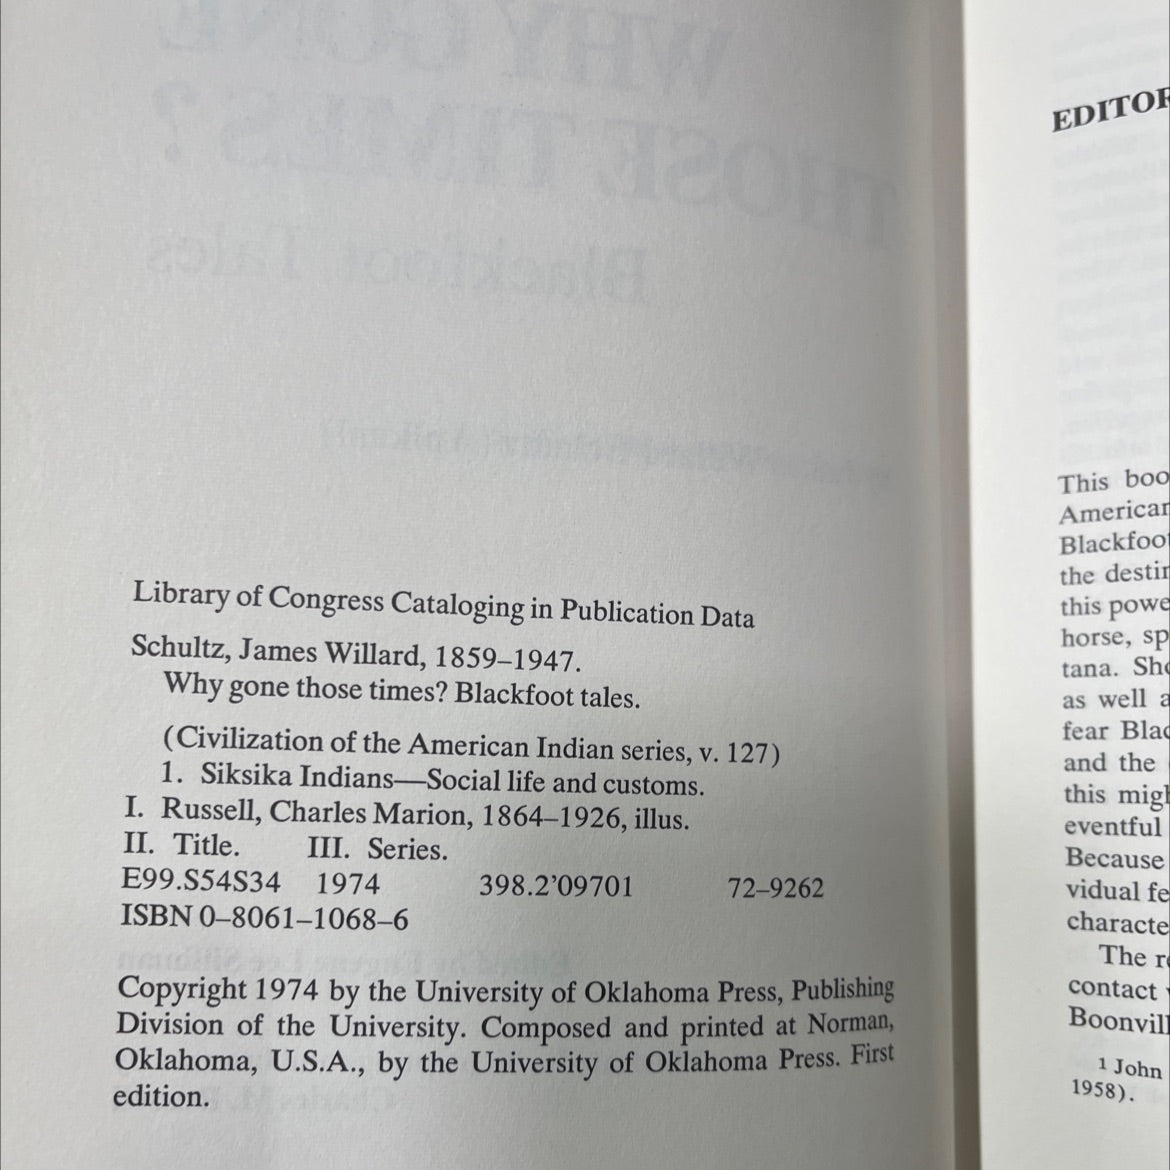 Library of Congress Cataloging in Publication Data
Schultz, James Willard, 1859–1947.
Why gone those times? Blackfoot tales.
(Civilization of the American Indian series, v. 127)
1. Siksika Indians—Social life and customs.
I. Russell, Charles Marion, 1864–1926, illus.
II. Title. III. Series.
E99.S54S34 1974 398.2'09701 72–9262
ISBN 0–8061–1068–6
Copyright 1974 by the University of Oklahoma Press, Publishing
Division of the University. Composed and printed at Norman,
Oklahoma, U.S.A., by the University of Oklahoma Press. First
edition.
EDITOR
This boo
American
Blackfoot
the destin
this powe
horse, sp
tana. Sho
as well a
fear Blac
and the
this migh
eventful
Because
vidual fe
characte
The re
contact
Boonvill
1 John
1958).